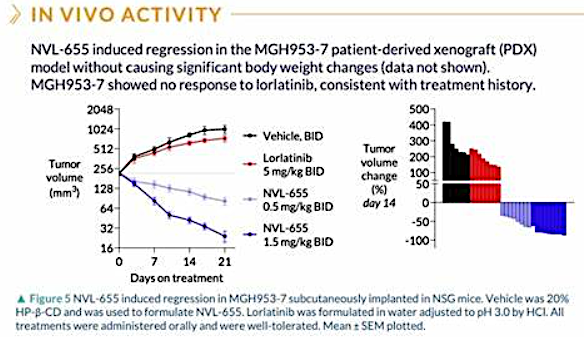 IN VIVO ACTIVITY
NVL-655 induced regression in the MGH953-7 patient-derived xenograft (PDX)
model without causing significant body weight changes (data not shown).
MGH953-7 showed no response to lorlatinib, consistent with treatment history.
2048
1024
512
256
128
64
32
16
Tumor
volume
(mm³)
0
7
14
21
Days on treatment
Vehicle, BID
Lorlatinib
5 mg/kg BID
NVL-655
0.5 mg/kg BID
NVL-655
1.5 mg/kg BID
Tumor
volume
change
(%)
day 14
500
400
300
200
100
50
0
-50
-100
▲ Figure 5 NVL-655 induced regression in MGH953-7 subcutaneously implanted in NSG mice. Vehicle was 20%
HP-β-CD and was used to formulate NVL-655. Lorlatinib was formulated in water adjusted to pH 3.0 by HCl. All
treatments were administered orally and were well-tolerated. Mean ± SEM plotted.